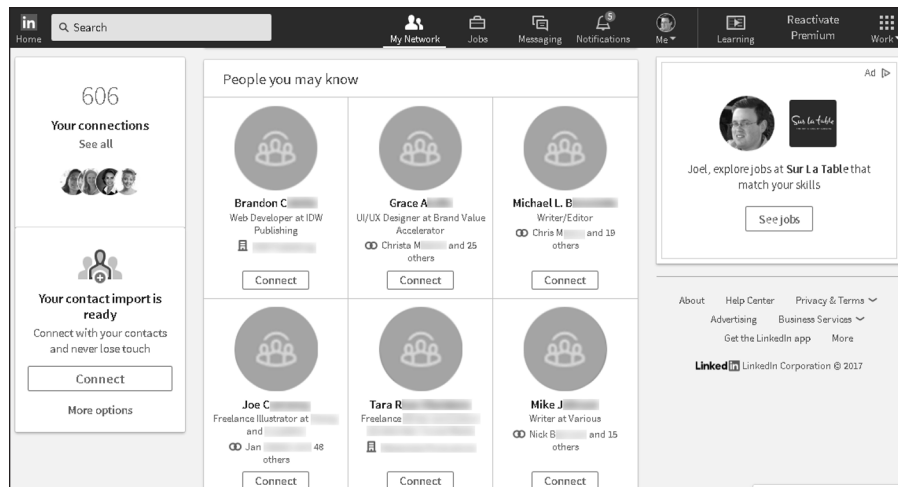 in
Search
5
Home
My Network
Jobs
Messaging
Notifications
Me
Learning
Reactivate
Premium
Work
606
Your connections
See all
Your contact import is
ready
Connect with your contacts
and never lose touch
Connect
More options
People you may know
Brandon C
Web Developer at IDW
Publishing
Connect
Grace A
UI/UX Designer at Brand Value
Accelerator
Christa M and 25
others
Connect
Michael L. B
Writer/Editor
Chris M and 19
others
Connect
Joe C
Freelance Illustrator at
and
Jan 46
others
Connect
Tara R
Freelance
Connect
Mike J
Writer at Various
Nick B and 15
others
Connect
Ad
Sur la table
Joel, explore jobs at Sur La Table that
match your skills
See jobs
About Help Center Privacy & Terms
Advertising Business Services
Get the LinkedIn app More
LinkedIn LinkedIn Corporation © 2017